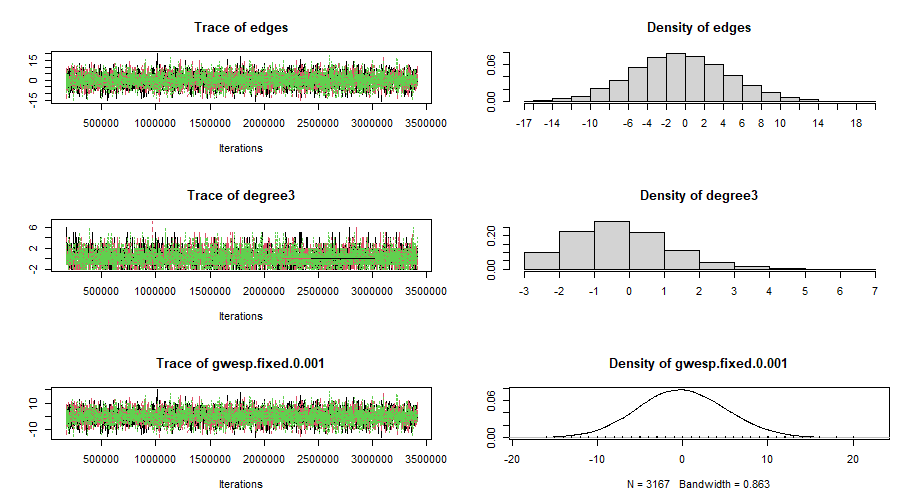 Trace of edges
15
0
-15
500000 1000000 1500000 2000000 2500000 3000000 3500000
Iterations
Density of edges
0.06
0.00
-17 -14 -10 -6 -4 -2 0 2 4 6 8 10 14 18
Trace of degree3
6
2
-2
500000 1000000 1500000 2000000 2500000 3000000 3500000
Iterations
Density of degree3
0.20
0.00
-3 -2 -1 0 1 2 3 4 5 6 7
Trace of gwesp.fixed.0.001
10
-10
500000 1000000 1500000 2000000 2500000 3000000 3500000
Iterations
Density of gwesp.fixed.0.001
0.06
0.00
-20 -10 0 10 20
N = 3167 Bandwidth = 0.863